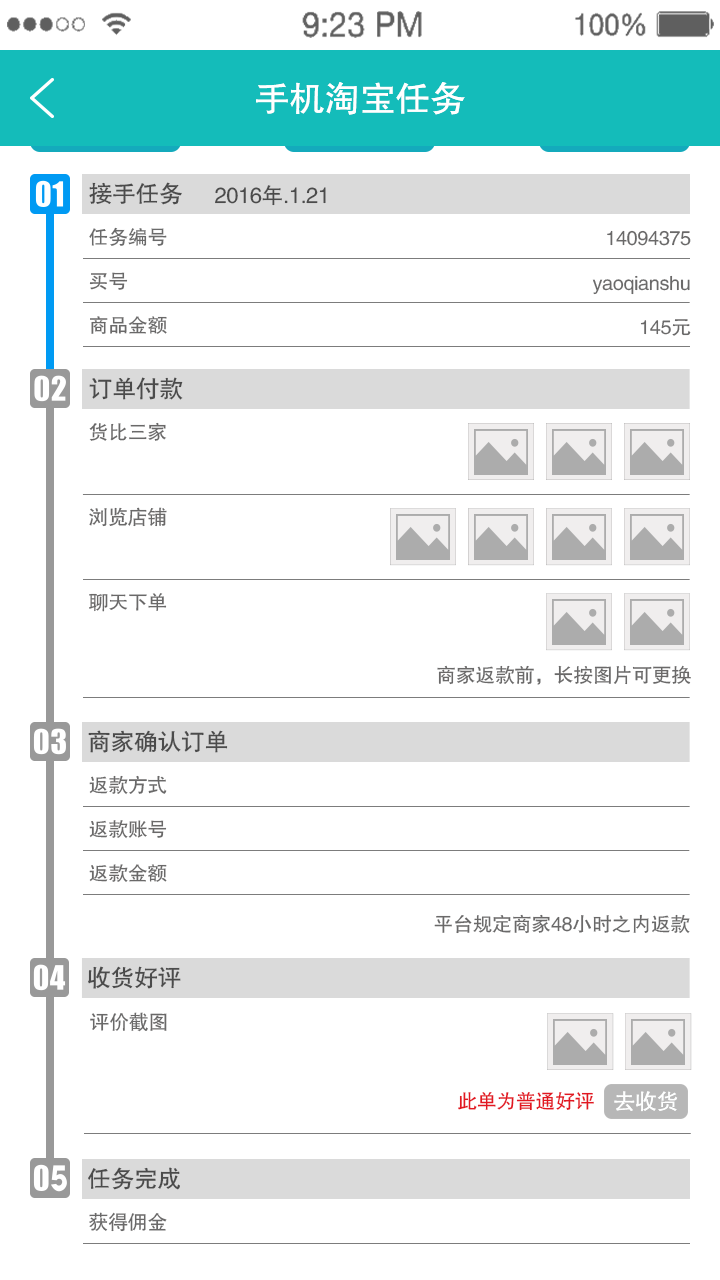 9:23 PM 100%
手机淘宝任务
01 接手任务 2016年.1.21
任务编号 14094375
买号 yaoqianshu
商品金额 145元
02 订单付款
货比三家
浏览店铺
聊天下单
商家返款前，长按图片可更换
03 商家确认订单
返款方式
返款账号
返款金额
平台规定商家48小时之内返款
04 收货好评
评价截图
此单为普通好评 去收货
05 任务完成
获得佣金